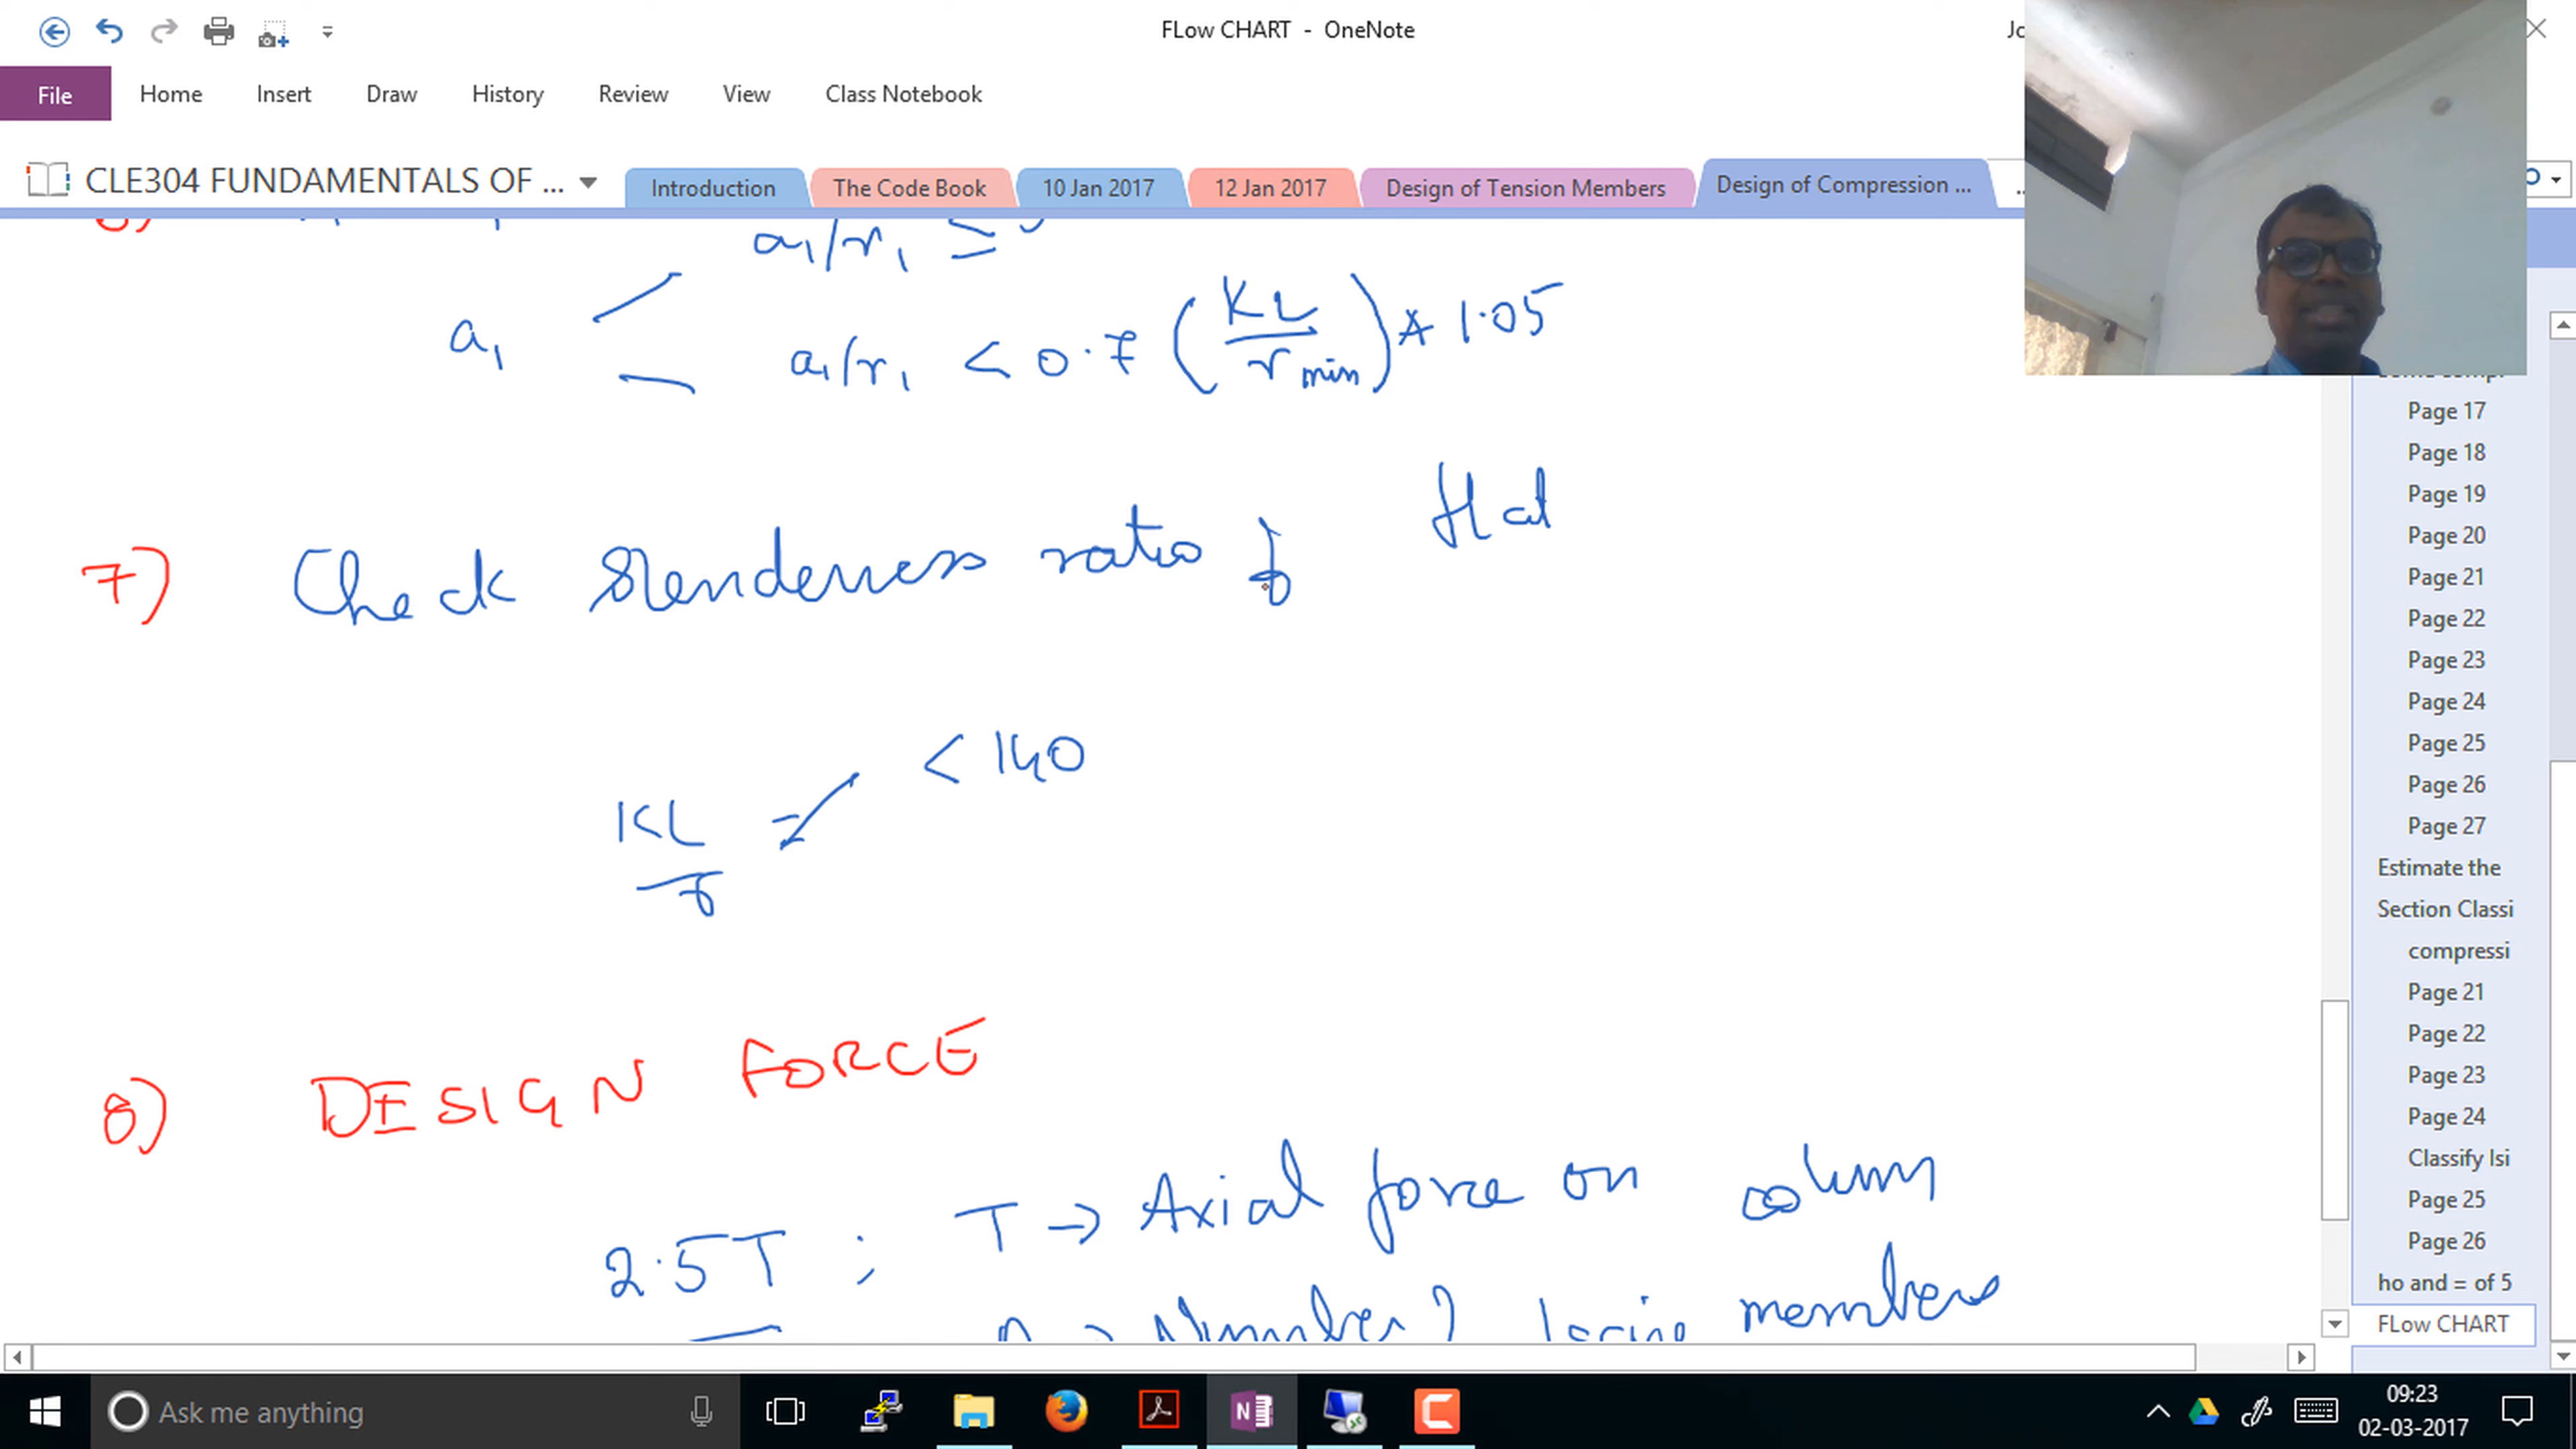 FLow CHART - OneNote
File Home Insert Draw History Review View Class Notebook
CLE304 FUNDAMENTALS OF ... Introduction The Code Book 10 Jan 2017 12 Jan 2017 Design of Tension Members Design of Compression ...
a₁/r₁ ≥
a₁
a₁/r₁ < 0.7 (KL/r min) * 1.05
flat
7) Check slenderness ratio of
< 140
KL/r =
8) DESIGN FORCE
2.5T ; T → Axial force on column
n → Number of lacing members
Page 17
Page 18
Page 19
Page 20
Page 21
Page 22
Page 23
Page 24
Page 25
Page 26
Page 27
Estimate the
Section Classi
compressi
Page 21
Page 22
Page 23
Page 24
Classify Isi
Page 25
Page 26
ho and = of 5
FLow CHART
Ask me anything
09:23
02-03-2017